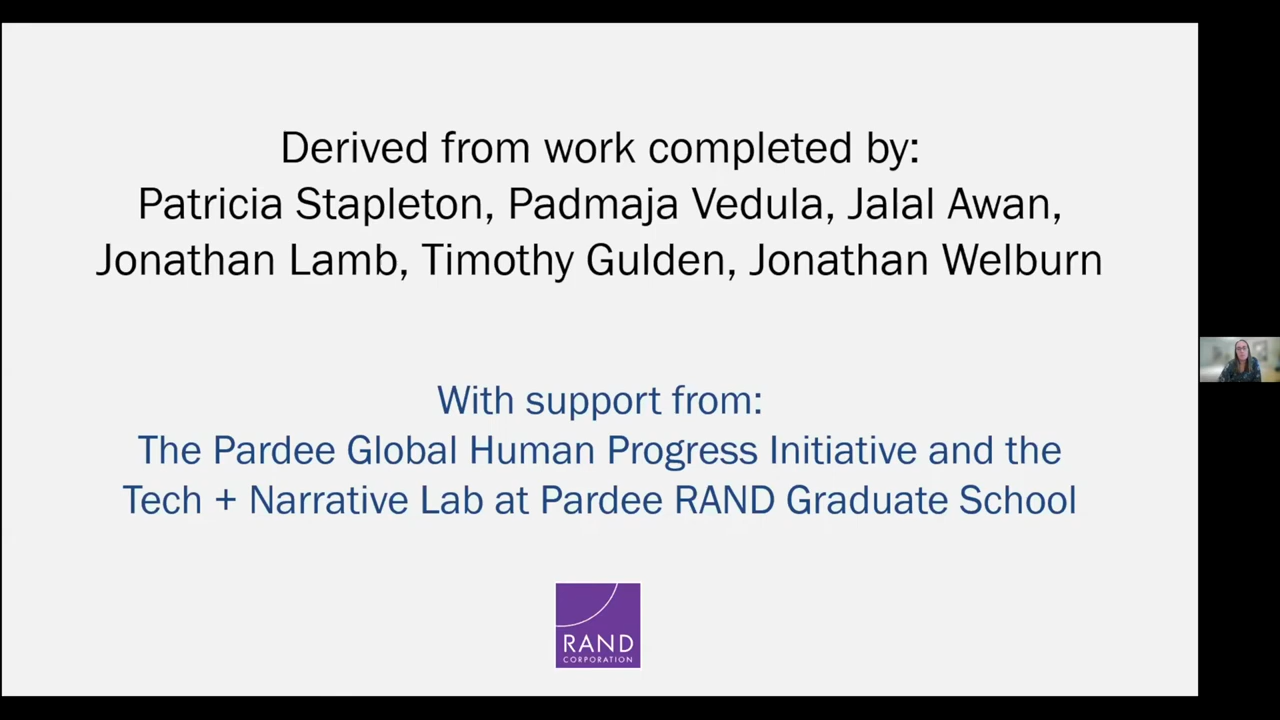 Derived from work completed by:
Patricia Stapleton, Padmaja Vedula, Jalal Awan,
Jonathan Lamb, Timothy Gulden, Jonathan Welburn
With support from:
The Pardee Global Human Progress Initiative and the
Tech + Narrative Lab at Pardee RAND Graduate School
RAND
CORPORATION